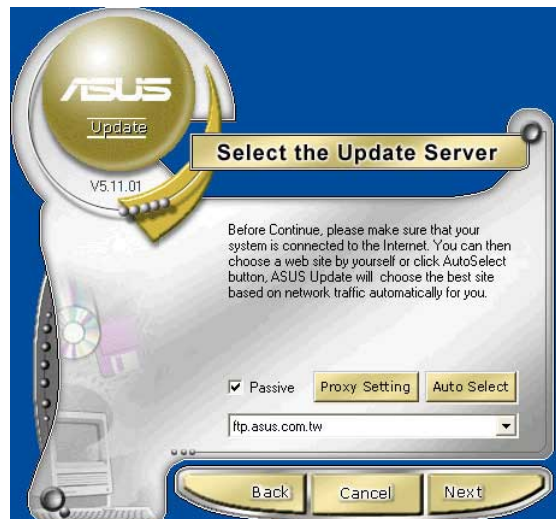 ASUS
Update
V5.11.01
Select the Update Server
Before Continue, please make sure that your
system is connected to the Internet. You can then
choose a web site by yourself or click AutoSelect
button, ASUS Update will choose the best site
based on network traffic automatically for you.
Passive Proxy Setting Auto Select
ftp.asus.com.tw
Back Cancel Next